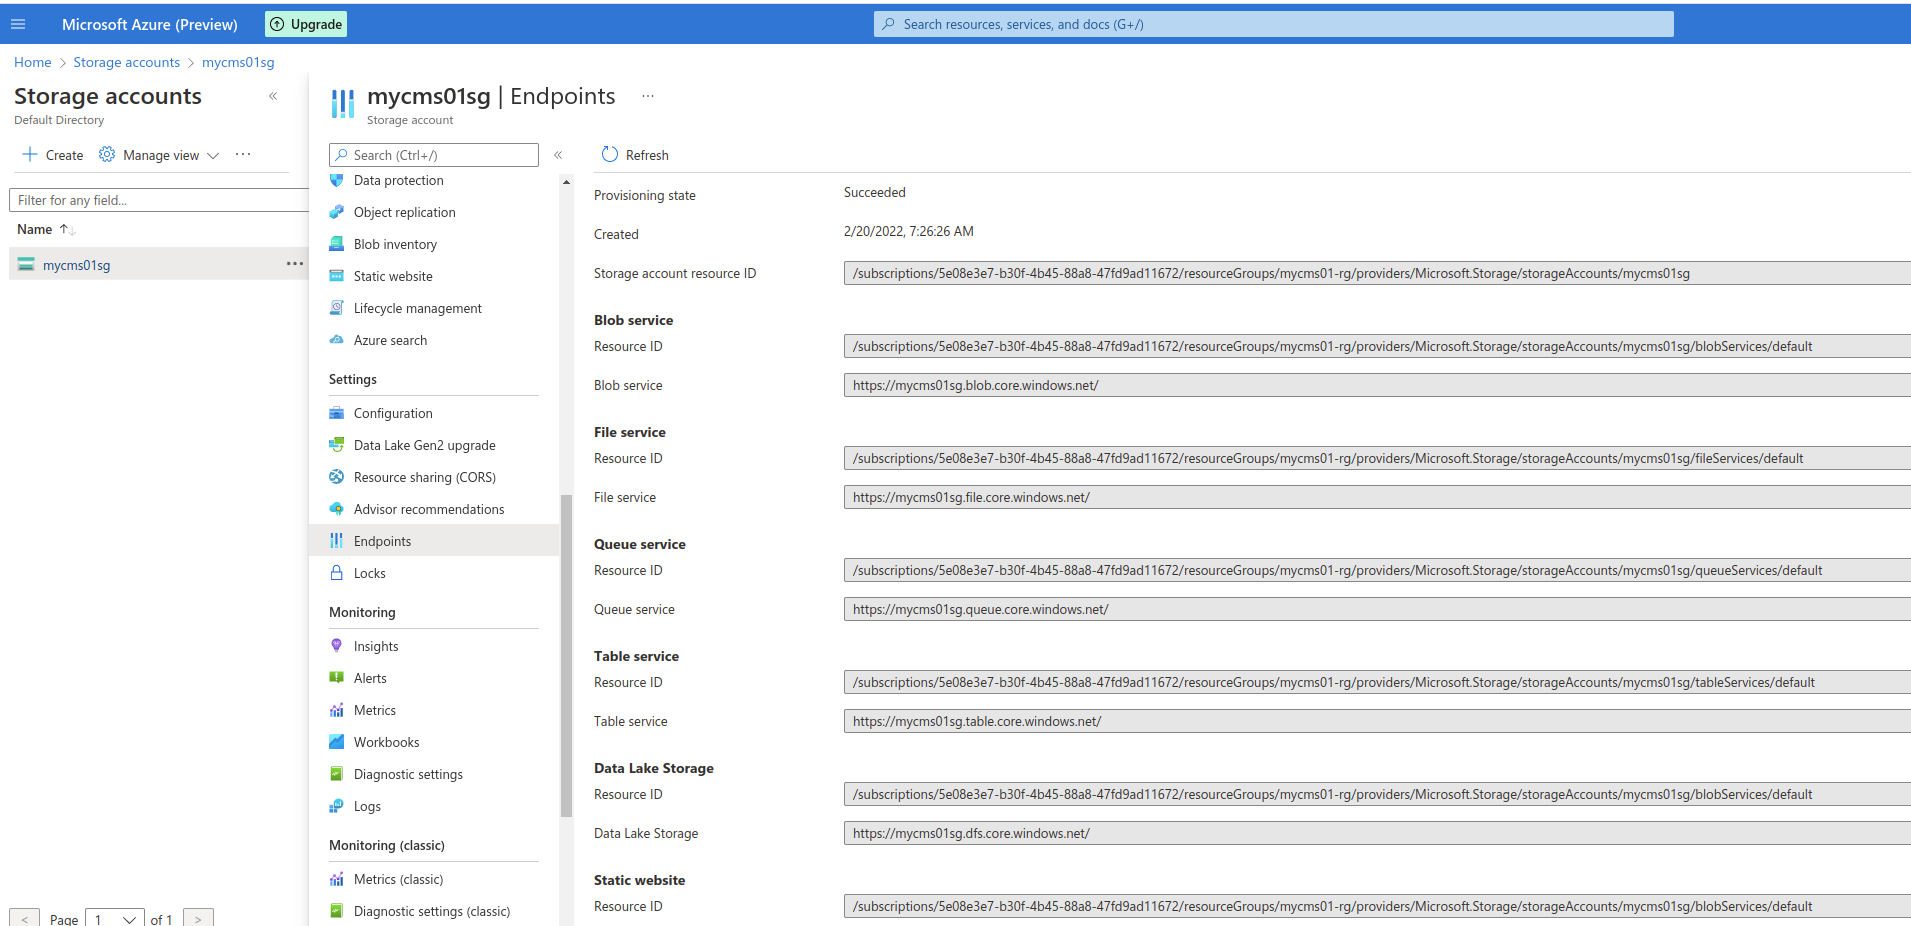 Microsoft Azure (Preview)
Upgrade
Search resources, services, and docs (G+/)
Home > Storage accounts > mycms01sg
Storage accounts
Default Directory
Create
Manage view
Filter for any field...
Name
mycms01sg
< Page 1 of 1 >
mycms01sg | Endpoints
Storage account
Search (Ctrl+/)
Data protection
Object replication
Blob inventory
Static website
Lifecycle management
Azure search
Settings
Configuration
Data Lake Gen2 upgrade
Resource sharing (CORS)
Advisor recommendations
Endpoints
Locks
Monitoring
Insights
Alerts
Metrics
Workbooks
Diagnostic settings
Logs
Monitoring (classic)
Metrics (classic)
Diagnostic settings (classic)
Refresh
Provisioning state Succeeded
Created 2/20/2022, 7:26:26 AM
Storage account resource ID /subscriptions/5e08e3e7-b30f-4b45-88a8-47fd9ad11672/resourceGroups/mycms01-rg/providers/Microsoft.Storage/storageAccounts/mycms01sg
Blob service
Resource ID /subscriptions/5e08e3e7-b30f-4b45-88a8-47fd9ad11672/resourceGroups/mycms01-rg/providers/Microsoft.Storage/storageAccounts/mycms01sg/blobServices/default
Blob service https://mycms01sg.blob.core.windows.net/
File service
Resource ID /subscriptions/5e08e3e7-b30f-4b45-88a8-47fd9ad11672/resourceGroups/mycms01-rg/providers/Microsoft.Storage/storageAccounts/mycms01sg/fileServices/default
File service https://mycms01sg.file.core.windows.net/
Queue service
Resource ID /subscriptions/5e08e3e7-b30f-4b45-88a8-47fd9ad11672/resourceGroups/mycms01-rg/providers/Microsoft.Storage/storageAccounts/mycms01sg/queueServices/default
Queue service https://mycms01sg.queue.core.windows.net/
Table service
Resource ID /subscriptions/5e08e3e7-b30f-4b45-88a8-47fd9ad11672/resourceGroups/mycms01-rg/providers/Microsoft.Storage/storageAccounts/mycms01sg/tableServices/default
Table service https://mycms01sg.table.core.windows.net/
Data Lake Storage
Resource ID /subscriptions/5e08e3e7-b30f-4b45-88a8-47fd9ad11672/resourceGroups/mycms01-rg/providers/Microsoft.Storage/storageAccounts/mycms01sg/blobServices/default
Data Lake Storage https://mycms01sg.dfs.core.windows.net/
Static website
Resource ID /subscriptions/5e08e3e7-b30f-4b45-88a8-47fd9ad11672/resourceGroups/mycms01-rg/providers/Microsoft.Storage/storageAccounts/mycms01sg/blobServices/default